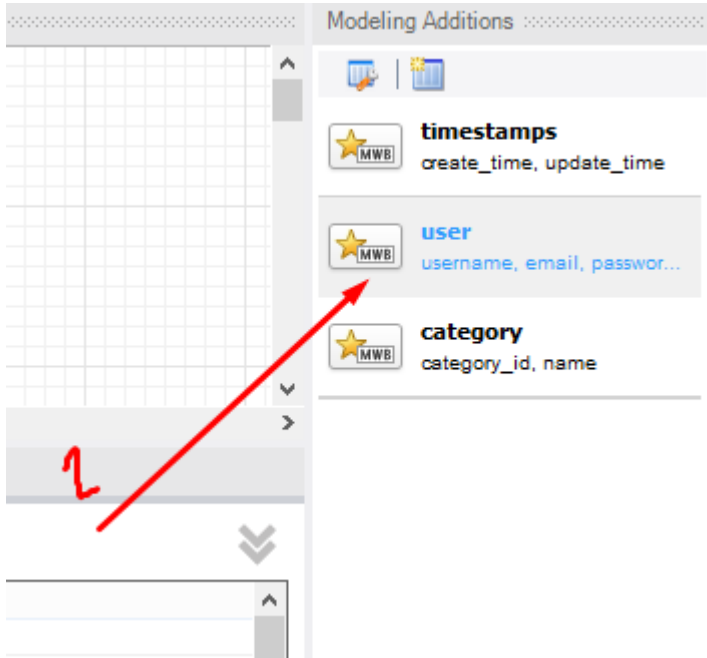 Modeling Additions
MWB
timestamps
create_time, update_time
MWB
user
username, email, passwor...
MWB
category
category_id, name
2